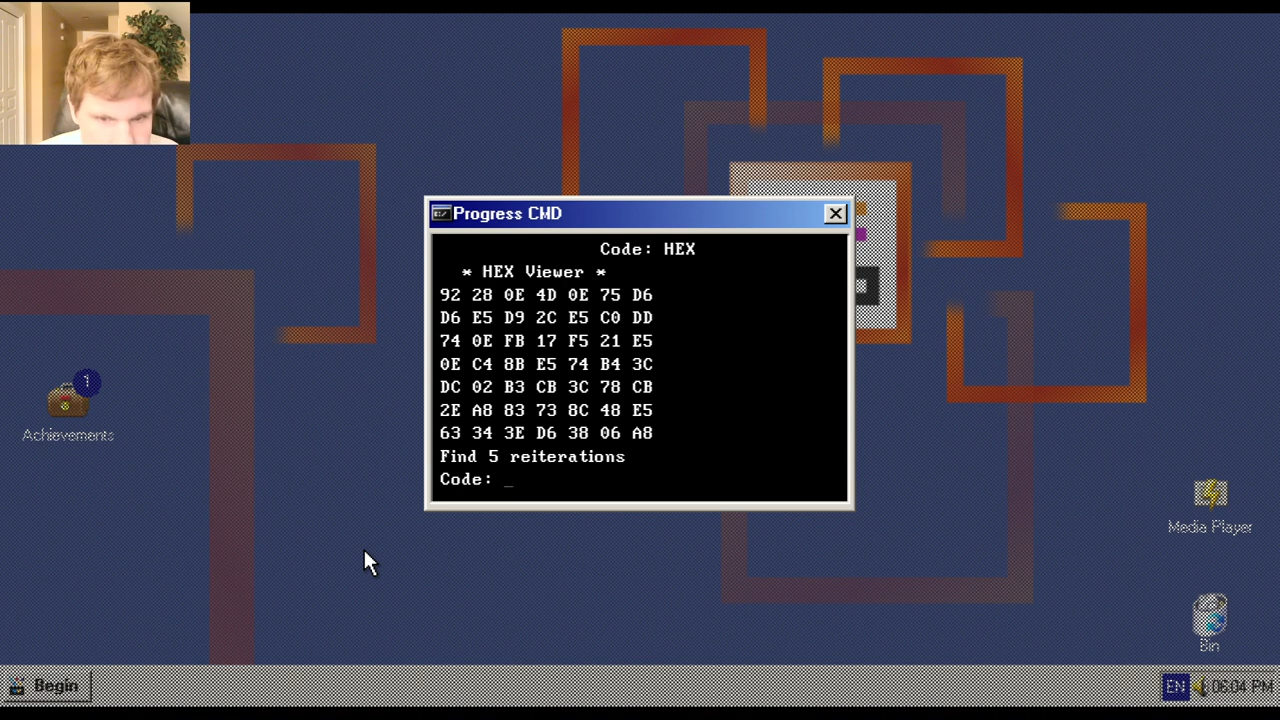 Progress CMD
Code: HEX
* HEX Viewer *
92 28 0E 4D 0E 75 D6
D6 E5 D9 2C E5 C0 DD
74 0E FB 17 F5 21 E5
0E C4 8B E5 74 B4 3C
DC 02 B3 CB 3C 78 CB
2E A8 83 73 8C 48 E5
63 34 3E D6 38 06 A8
Find 5 reiterations
Code: _
1
Achievements
Media Player
Bin
Begin
EN 06:04 PM